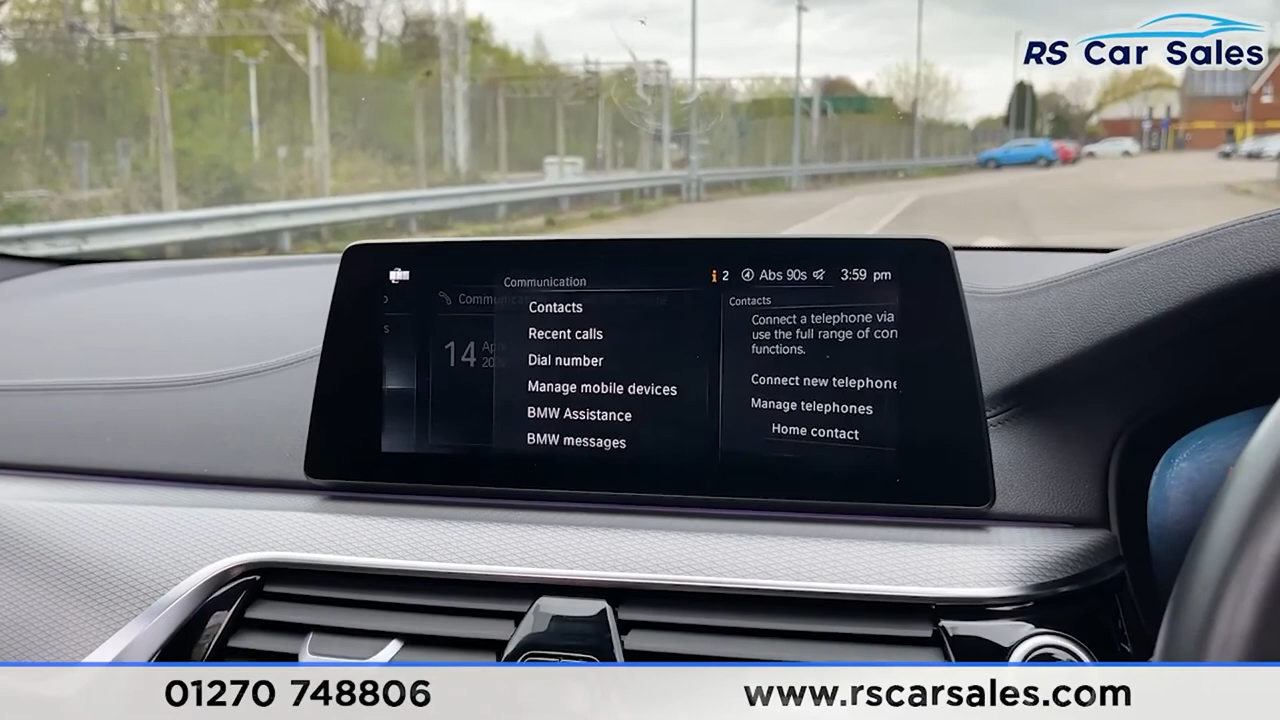 RS Car Sales
Communication
i 2
Abs 90s
3:59 pm
14
Contacts
Recent calls
Dial number
Manage mobile devices
BMW Assistance
BMW messages
Contacts
Connect a telephone via
use the full range of con
functions.
Connect new telephone
Manage telephones
Home contact
01270 748806
www.rscarsales.com